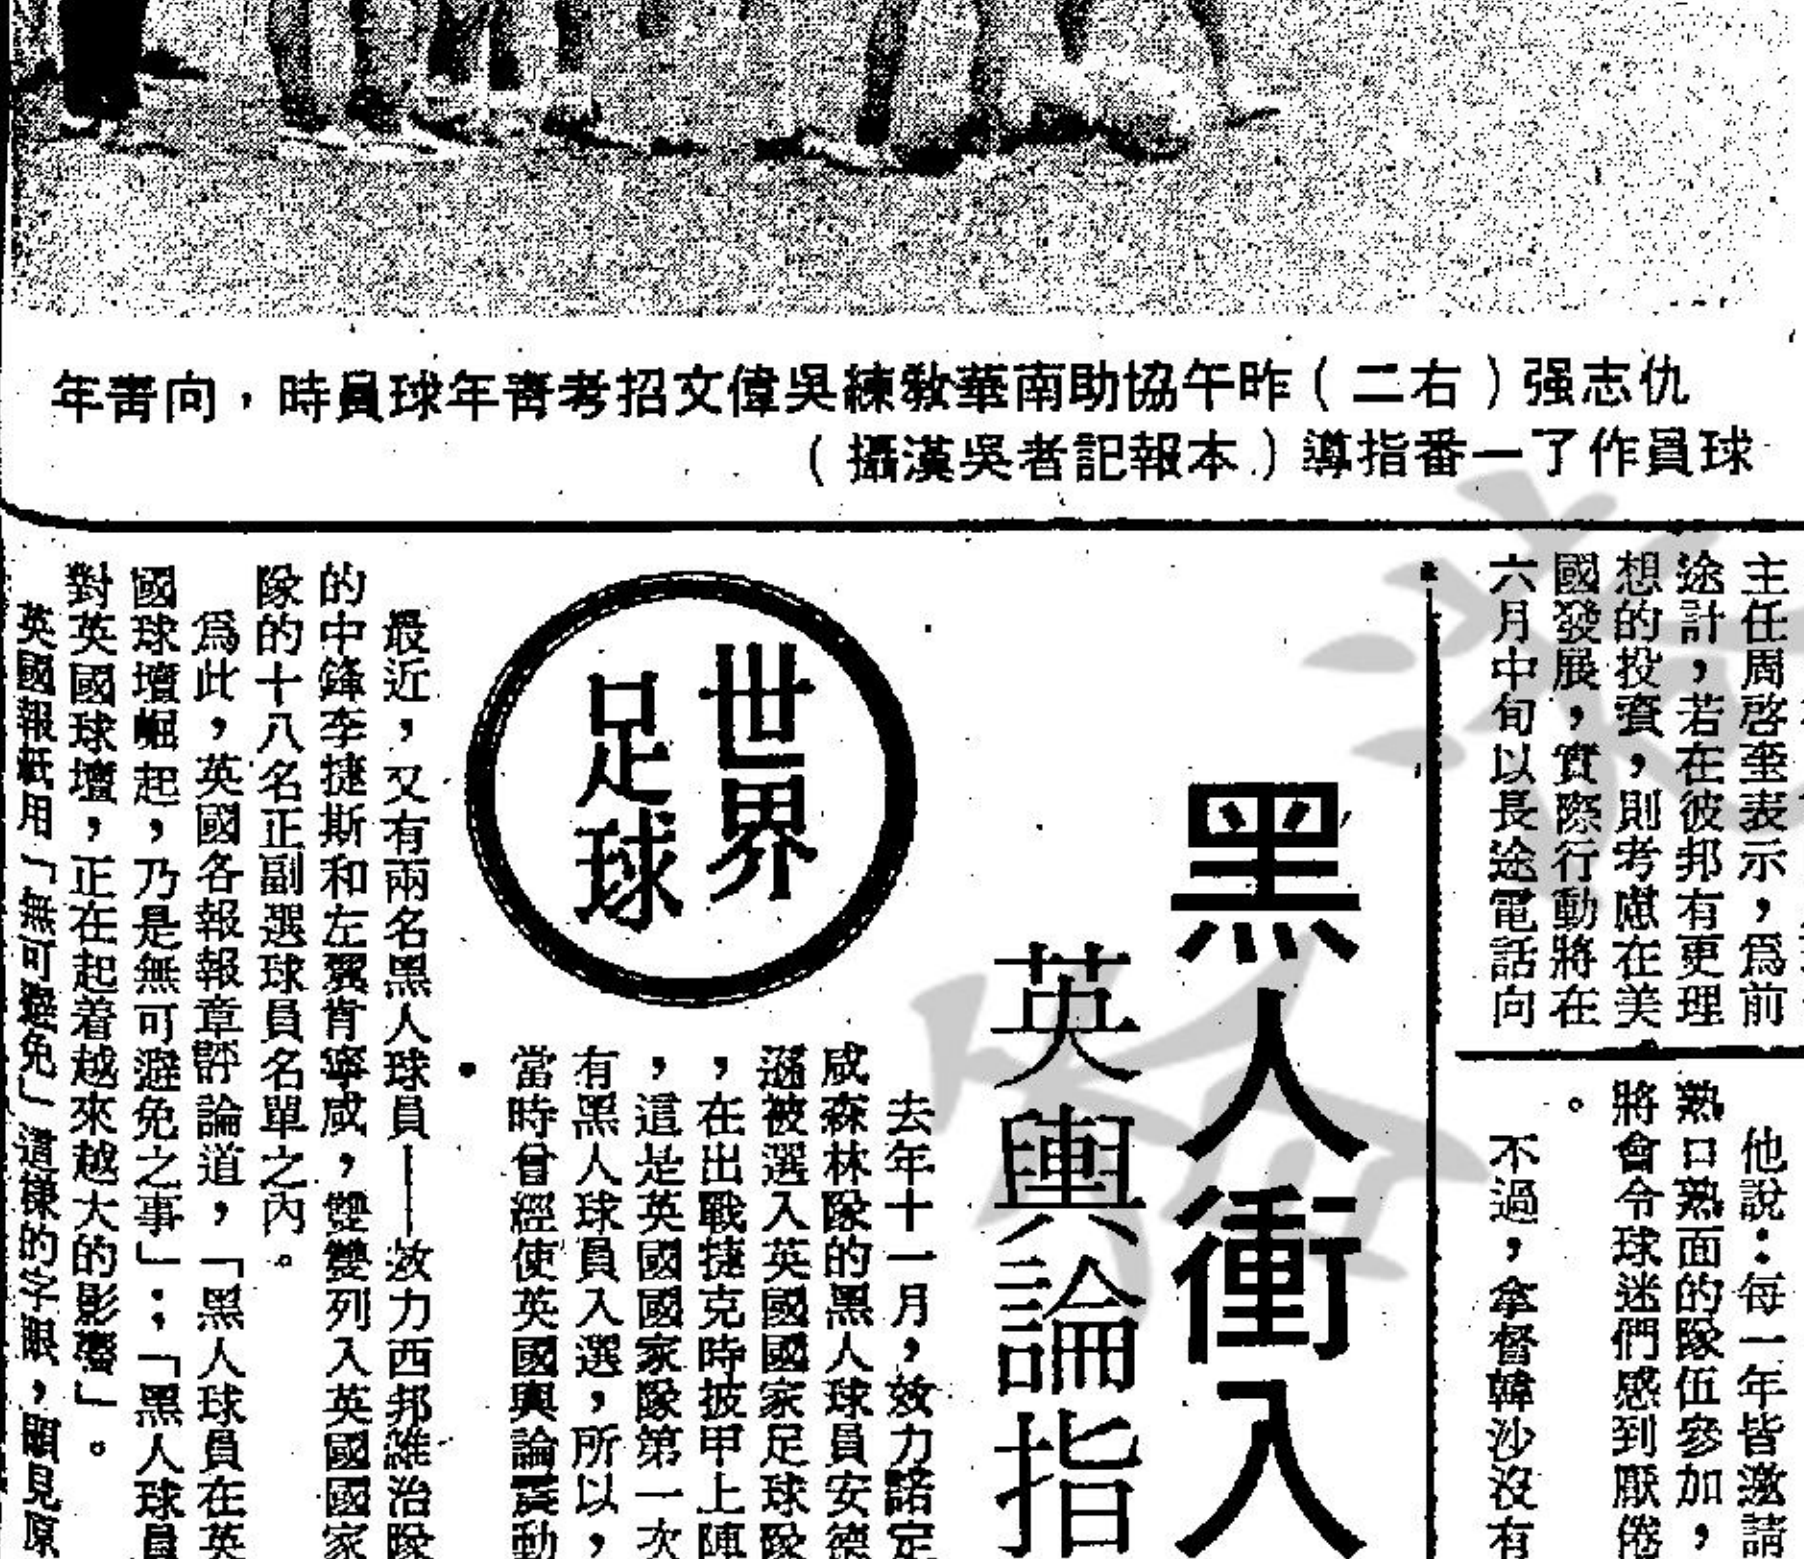 仇志强（右二）昨午協助南華敎練吳偉文招考靑年球員時，向靑年
球員作了一番指導（本報記者吳漢攝）
主任周啓奎表示，爲前
途計，若在彼邦有更理
想的投資，則考慮在美
國發展，實際行動將在
六月中旬以長途電話向
他說：每一年皆邀請
熟口熟面的隊伍參加，
將會令球迷們感到厭倦
。
不過，拿督韓沙沒有
黑人衝入
英輿論指
世界
足球
去年十一月，效力諾定
咸森林隊的黑人球員安德
遜被選入英國國家足球隊
，在出戰捷克時披甲上陣
，這是英國國家隊第一次
有黑人球員入選，所以，
當時曾經使英國輿論震動
最近，又有兩名黑人球員——效力西邦維治隊
的中鋒李捷斯和左翼肯寧咸，雙雙列入英國國家
隊的十八名正副選球員名單之內。
爲此，英國各報報章評論道，「黑人球員在英
國球壇崛起，乃是無可避免之事」；「黑人球員
對英國球壇，正在起着越來越大的影響」。
英國報紙用「無可避免」這樣的字眼，顯見原